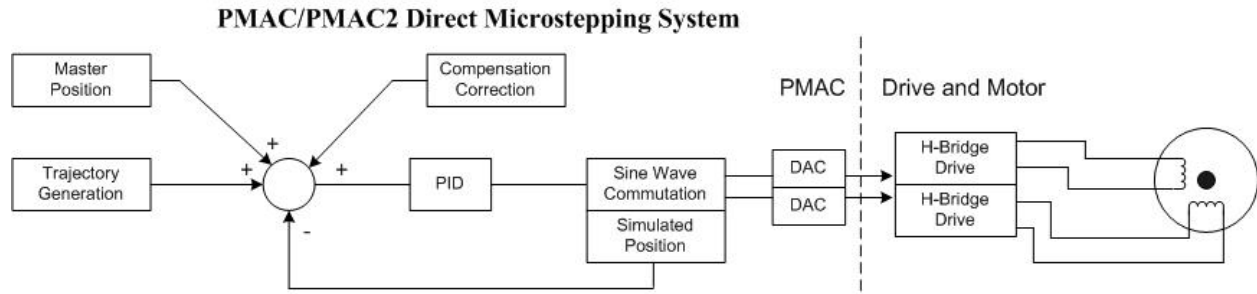 PMAC/PMAC2 Direct Microstepping System
Master
Position
Compensation
Correction
PMAC
Drive and Motor
+
+
+
+
Trajectory
Generation
PID
Sine Wave
Commutation
Simulated
Position
DAC
DAC
H-Bridge
Drive
H-Bridge
Drive
-